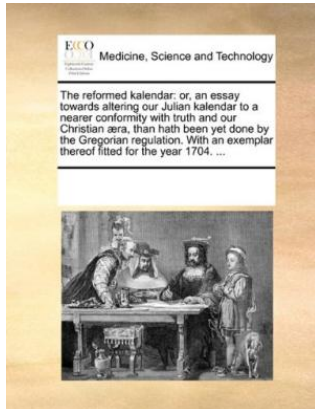 ECCO
Medicine, Science and Technology
The reformed kalendar: or, an essay
towards altering our Julian kalendar to a
nearer conformity with truth and our
Christian æra, than hath been yet done by
the Gregorian regulation. With an exemplar
thereof fitted for the year 1704. ...